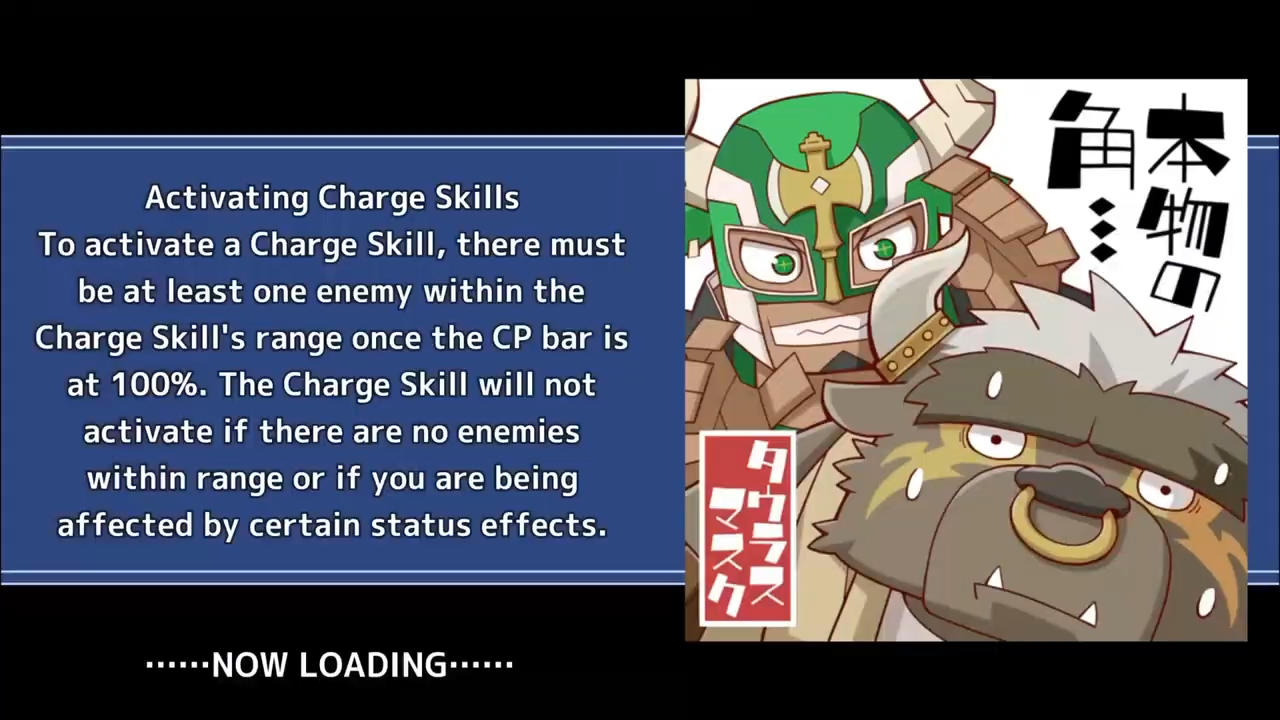 Activating Charge Skills
To activate a Charge Skill, there must
be at least one enemy within the
Charge Skill's range once the CP bar is
at 100%. The Charge Skill will not
activate if there are no enemies
within range or if you are being
affected by certain status effects.
······NOW LOADING······
本物の
角…
タウラス
マスク